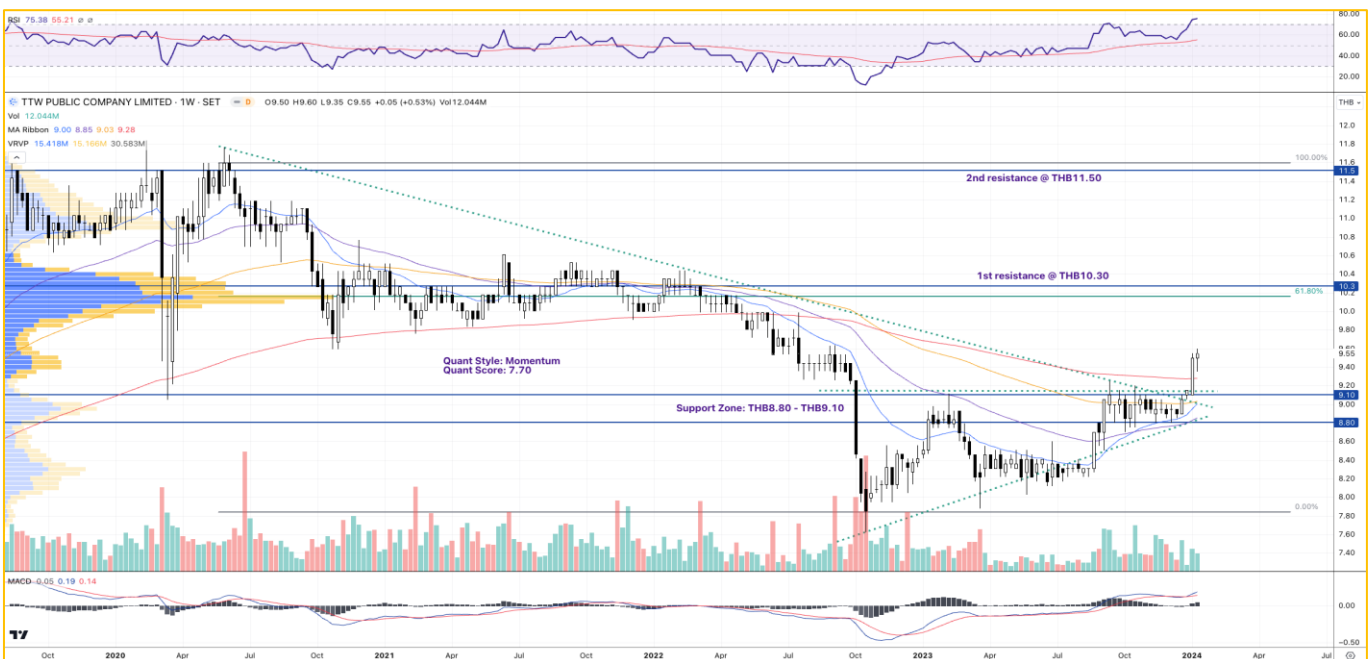 RSI 75.38 55.21 ø ø
80.00
60.00
40.00
20.00
TTW PUBLIC COMPANY LIMITED · 1W · SET D O9.50 H9.60 L9.35 C9.55 +0.05 (+0.53%) Vol12.044M
THB
Vol 12.044M
MA Ribbon 9.00 8.85 9.03 9.28
VRVP 15.418M 15.166M 30.583M
12.0
11.8
100.00%
11.5
2nd resistance @ THB11.50
11.4
11.2
11.0
10.8
10.6
10.4
1st resistance @ THB10.30
10.3
61.80%
10.2
10.0
9.80
9.60
9.55
Quant Style: Momentum
Quant Score: 7.70
9.40
9.20
9.10
Support Zone: THB8.80 - THB9.10
9.00
8.80
8.60
8.40
8.20
8.00
0.00%
7.80
7.60
7.40
MACD 0.05 0.19 0.14
0.00
−0.50
Oct 2020 Apr Jul Oct 2021 Apr Jul Oct 2022 Apr Jul Oct 2023 Apr Jul Oct 2024 Apr Jul